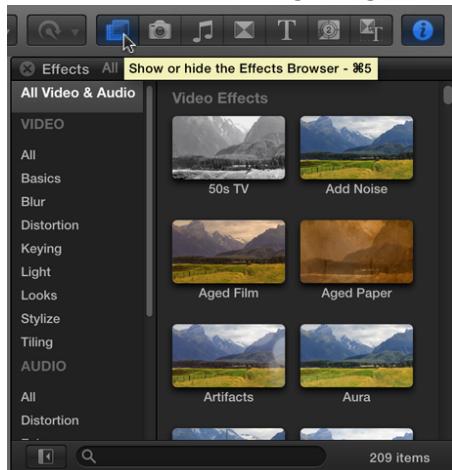 T
2
T
i
Effects All
Show or hide the Effects Browser - ⌘5
All Video & Audio
VIDEO
All
Basics
Blur
Distortion
Keying
Light
Looks
Stylize
Tiling
AUDIO
All
Distortion
Video Effects
50s TV
Add Noise
Aged Film
Aged Paper
Artifacts
Aura
209 items